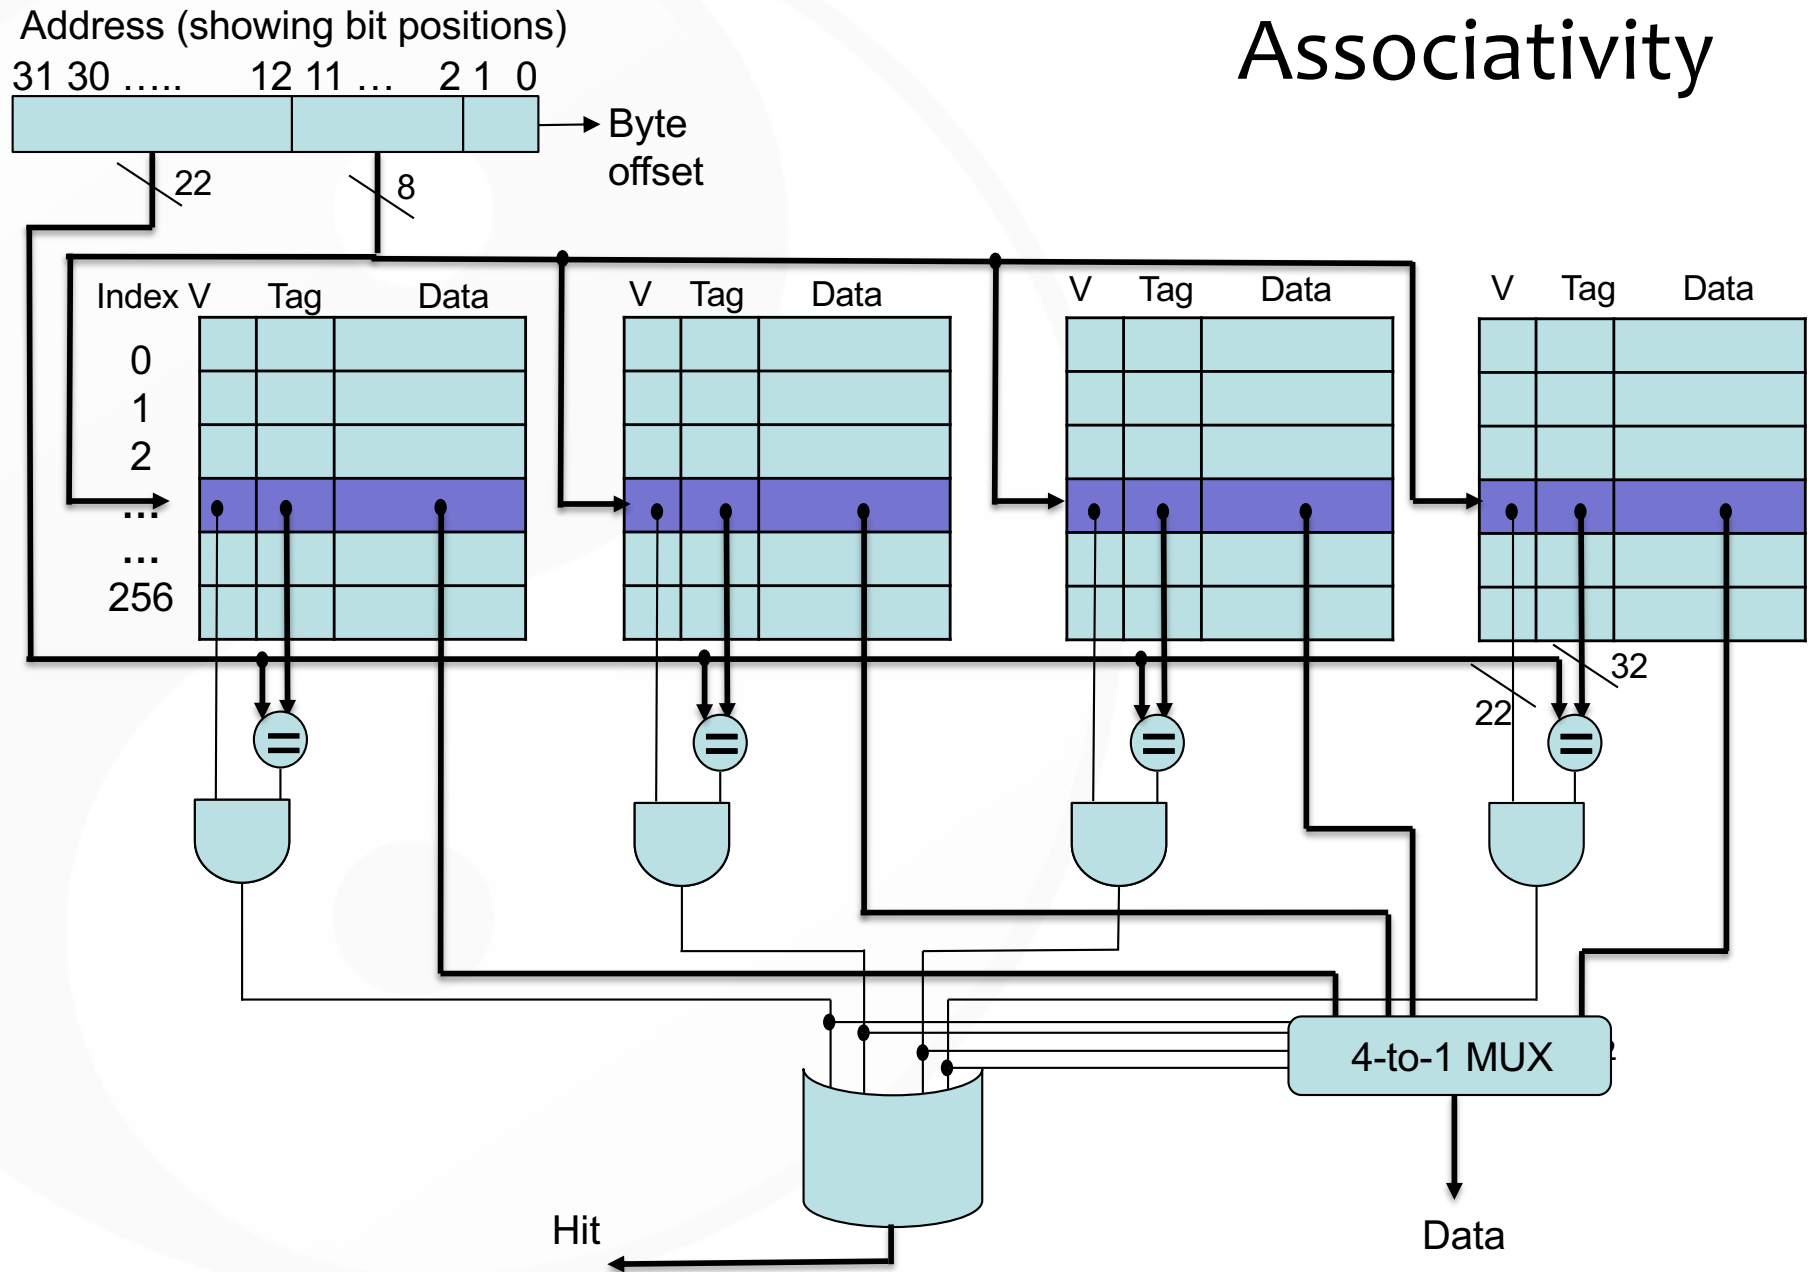 Associativity
Address (showing bit positions)
31 30 ..... 12 11 ... 2 1 0
Byte
offset
22
8
Index V Tag Data
V Tag Data
V Tag Data
V Tag Data
0
1
2
...
...
256
32
22
=
=
=
=
4-to-1 MUX
Hit
Data